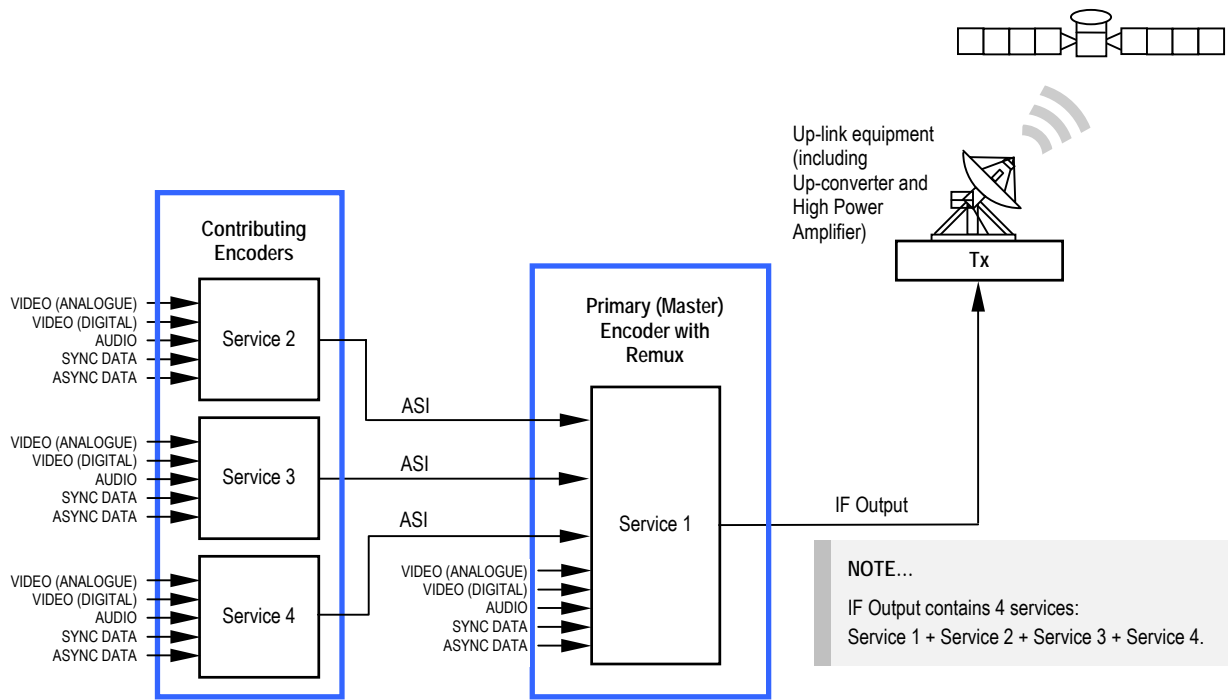 Up-link equipment
(including
Up-converter and
High Power
Amplifier)
Tx
Contributing
Encoders
VIDEO (ANALOGUE)
VIDEO (DIGITAL)
AUDIO
SYNC DATA
ASYNC DATA
Service 2
ASI
VIDEO (ANALOGUE)
VIDEO (DIGITAL)
AUDIO
SYNC DATA
ASYNC DATA
Service 3
ASI
VIDEO (ANALOGUE)
VIDEO (DIGITAL)
AUDIO
SYNC DATA
ASYNC DATA
Service 4
ASI
Primary (Master)
Encoder with
Remux
VIDEO (ANALOGUE)
VIDEO (DIGITAL)
AUDIO
SYNC DATA
ASYNC DATA
Service 1
IF Output
NOTE...
IF Output contains 4 services:
Service 1 + Service 2 + Service 3 + Service 4.